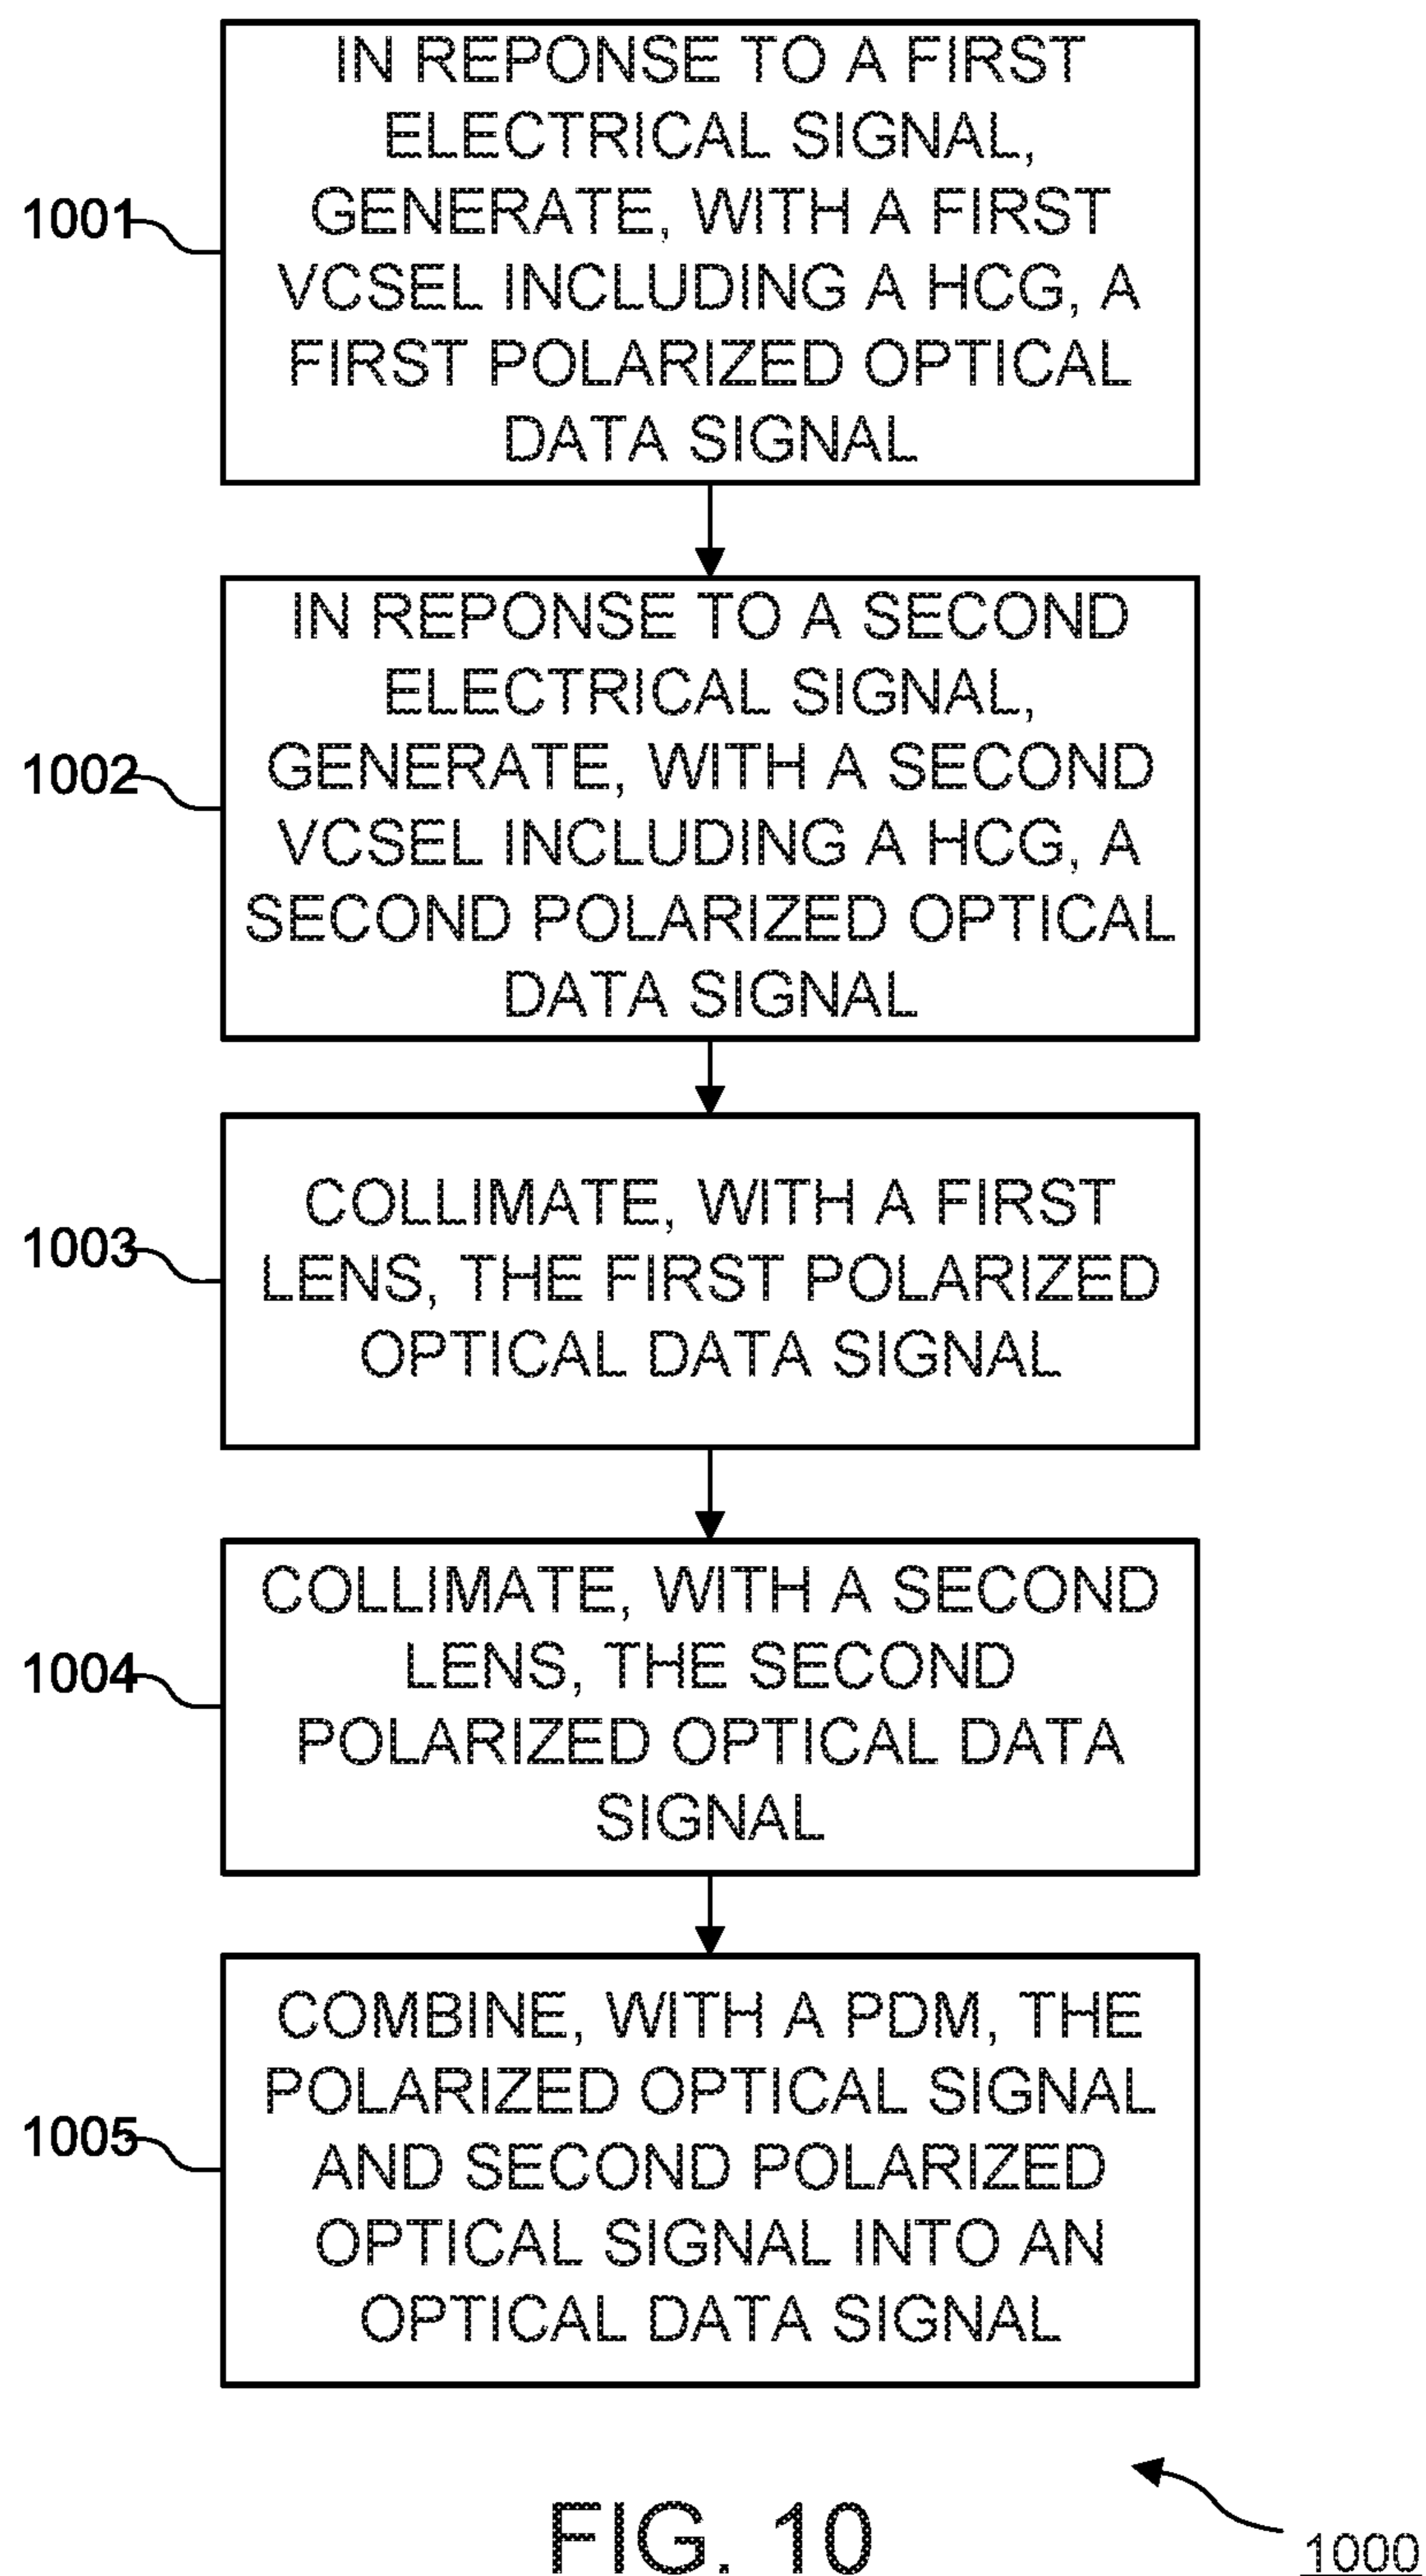 IN REPONSE TO A FIRST
ELECTRICAL SIGNAL,
GENERATE, WITH A FIRST
VCSEL INCLUDING A HCG, A
FIRST POLARIZED OPTICAL
DATA SIGNAL
1001
IN REPONSE TO A SECOND
ELECTRICAL SIGNAL,
GENERATE, WITH A SECOND
VCSEL INCLUDING A HCG, A
SECOND POLARIZED OPTICAL
DATA SIGNAL
1002
COLLIMATE, WITH A FIRST
LENS, THE FIRST POLARIZED
OPTICAL DATA SIGNAL
1003
COLLIMATE, WITH A SECOND
LENS, THE SECOND
POLARIZED OPTICAL DATA
SIGNAL
1004
COMBINE, WITH A PDM, THE
POLARIZED OPTICAL SIGNAL
AND SECOND POLARIZED
OPTICAL SIGNAL INTO AN
OPTICAL DATA SIGNAL
1005
FIG. 10
1000